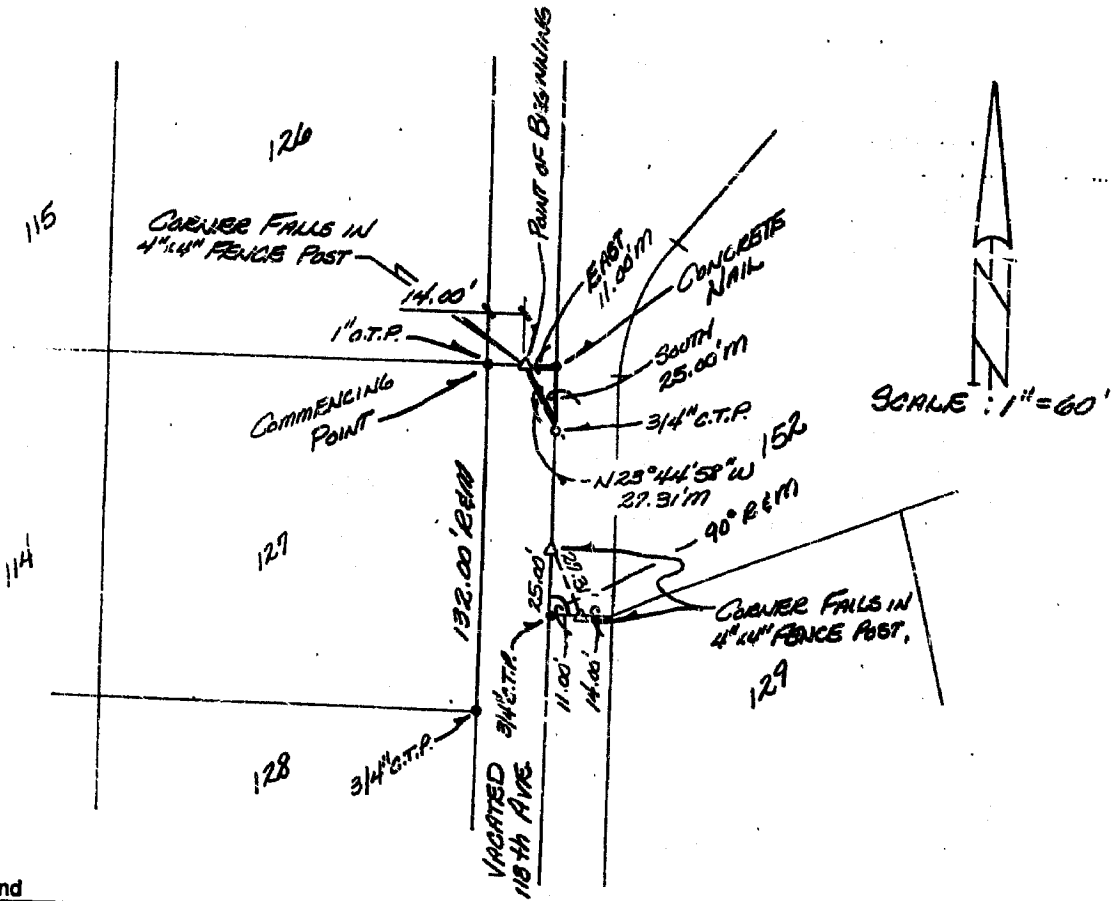 126
115
CORNER FALLS IN
4"x4" FENCE POST
14.00'
1" O.T.P.
COMMENCING
POINT
POINT OF BEGINNING
EAST
11.00'M
CONCRETE
NAIL
SOUTH
25.00'M
3/4" C.T.P.
152
N23°44'58"W
27.31'M
SCALE : 1"=60'
N
90° R&M
114
127
132.00' R&M
25.00'
27.31'
3/4" C.T.P.
11.00'
14.00'
CORNER FALLS IN
4"x4" FENCE POST.
129
128
3/4" C.T.P.
VACATED
118th AVE.
nd